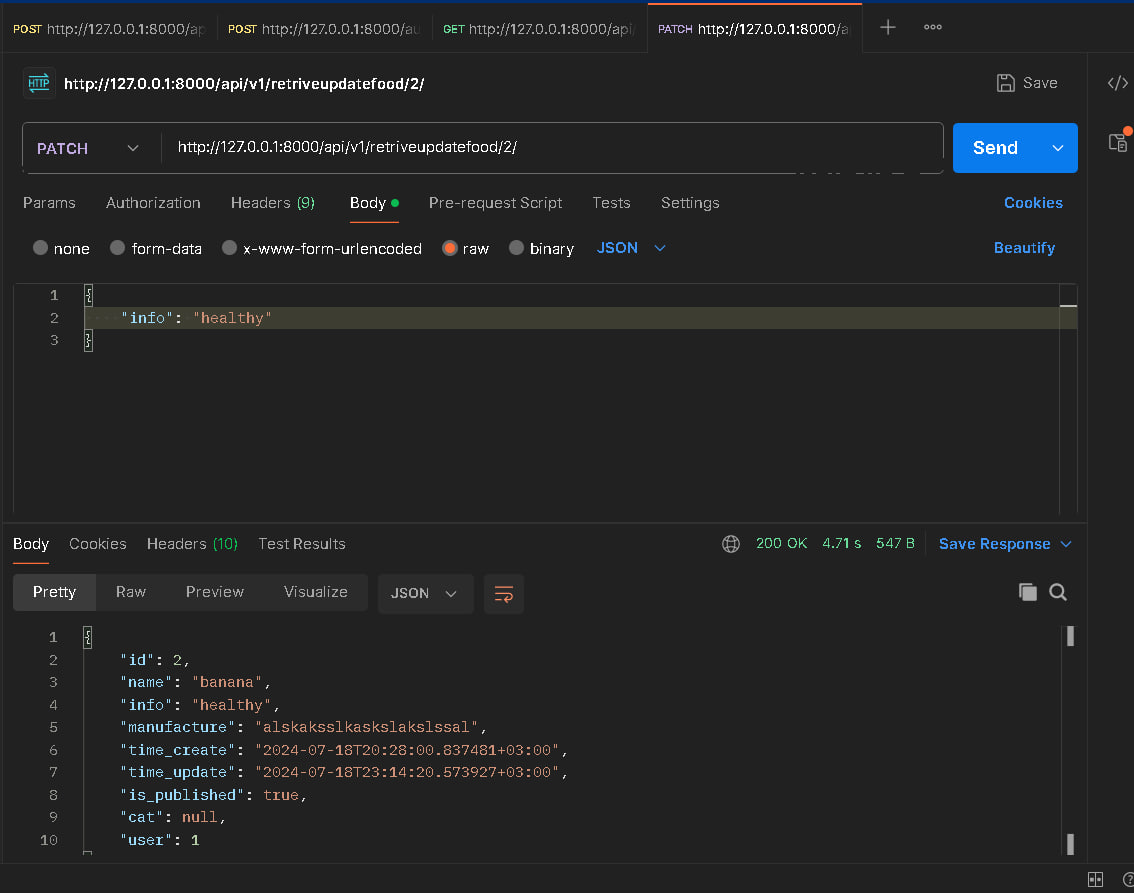 POST http://127.0.0.1:8000/ap POST http://127.0.0.1:8000/au GET http://127.0.0.1:8000/api/ PATCH http://127.0.0.1:8000/a
HTTP http://127.0.0.1:8000/api/v1/retriveupdatefood/2/ Save </>
PATCH http://127.0.0.1:8000/api/v1/retriveupdatefood/2/ Send
Params Authorization Headers (9) Body Pre-request Script Tests Settings Cookies
none form-data x-www-form-urlencoded raw binary JSON Beautify
1 {
2 "info": "healthy"
3 }
Body Cookies Headers (10) Test Results 200 OK 4.71 s 547 B Save Response
Pretty Raw Preview Visualize JSON
1 {
2 "id": 2,
3 "name": "banana",
4 "info": "healthy",
5 "manufacture": "alskaksslkaskslakslssal",
6 "time_create": "2024-07-18T20:28:00.837481+03:00",
7 "time_update": "2024-07-18T23:14:20.573927+03:00",
8 "is_published": true,
9 "cat": null,
10 "user": 1